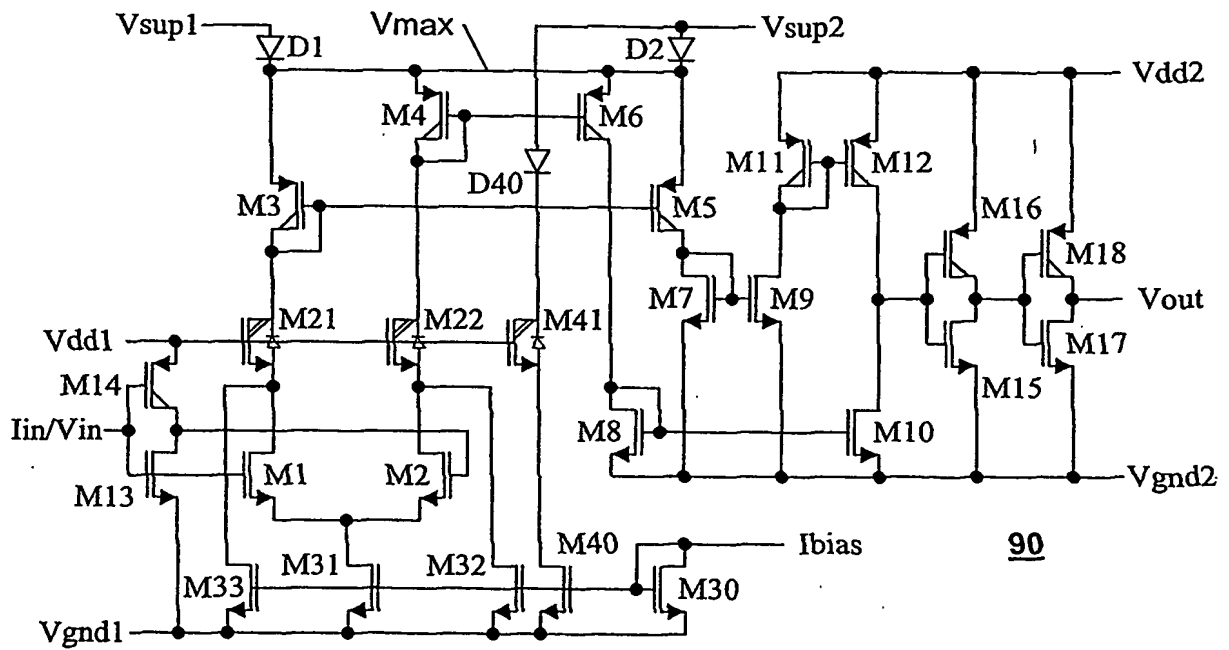 Vsup1
D1
Vmax
D2
Vsup2
Vdd2
M4
M6
M11
M12
D40
M3
M5
M16
M18
M7
M9
Vout
M21
M22
M41
Vdd1
M17
M14
M15
Iin/Vin
M8
M10
M1
M2
M13
Vgnd2
M40
Ibias
90
M33
M31
M32
M30
Vgnd1